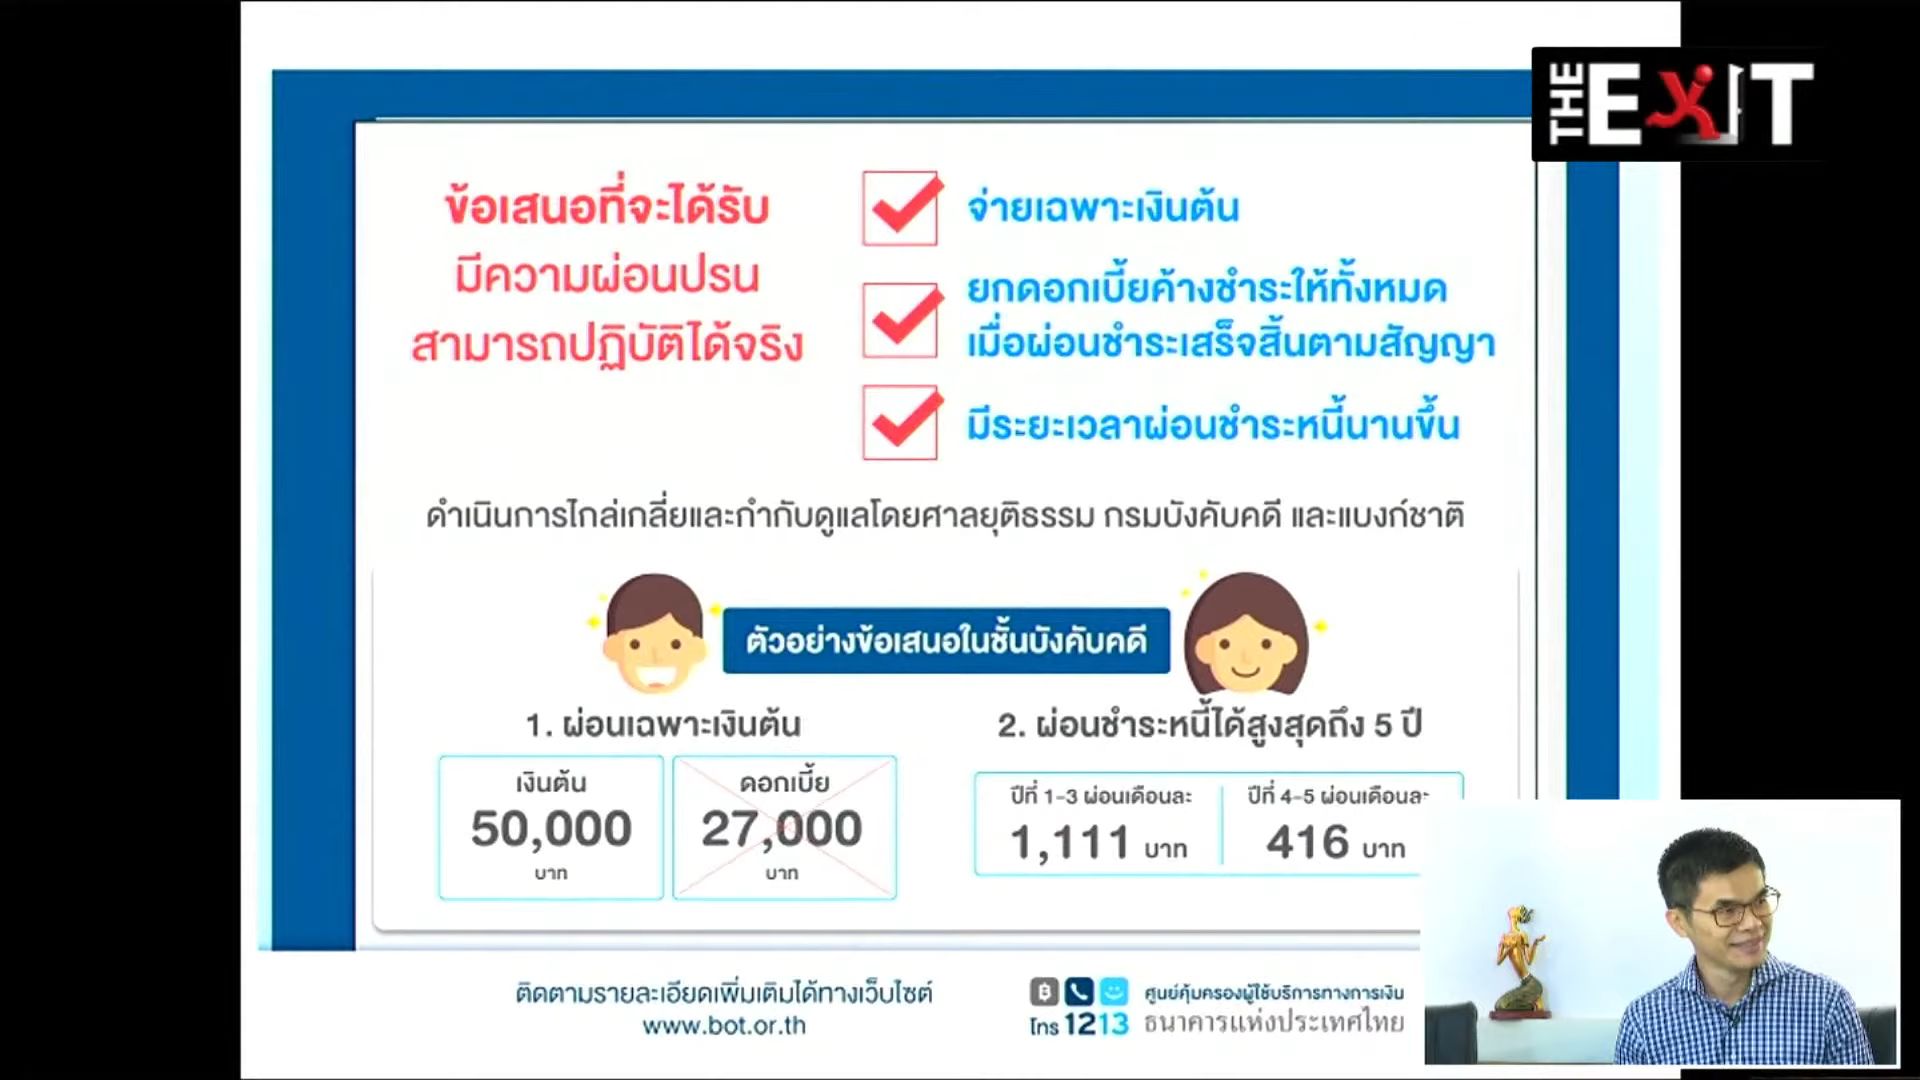 THE EXIT
ข้อเสนอที่จะได้รับ
มีความผ่อนปรน
สามารถปฏิบัติได้จริง
จ่ายเฉพาะเงินต้น
ยกดอกเบี้ยค้างชำระให้ทั้งหมด
เมื่อผ่อนชำระเสร็จสิ้นตามสัญญา
มีระยะเวลาผ่อนชำระหนี้นานขึ้น
ดำเนินการไกล่เกลี่ยและกำกับดูแลโดยศาลยุติธรรม กรมบังคับคดี และแบงก์ชาติ
ตัวอย่างข้อเสนอในชั้นบังคับคดี
1. ผ่อนเฉพาะเงินต้น
เงินต้น
50,000
บาท
ดอกเบี้ย
27,000
บาท
2. ผ่อนชำระหนี้ได้สูงสุดถึง 5 ปี
ปีที่ 1-3 ผ่อนเดือนละ
1,111 บาท
ปีที่ 4-5 ผ่อนเดือนละ
416 บาท
ติดตามรายละเอียดเพิ่มเติมได้ทางเว็บไซต์
www.bot.or.th
โทร 1213
ศูนย์คุ้มครองผู้ใช้บริการทางการเงิน
ธนาคารแห่งประเทศไทย